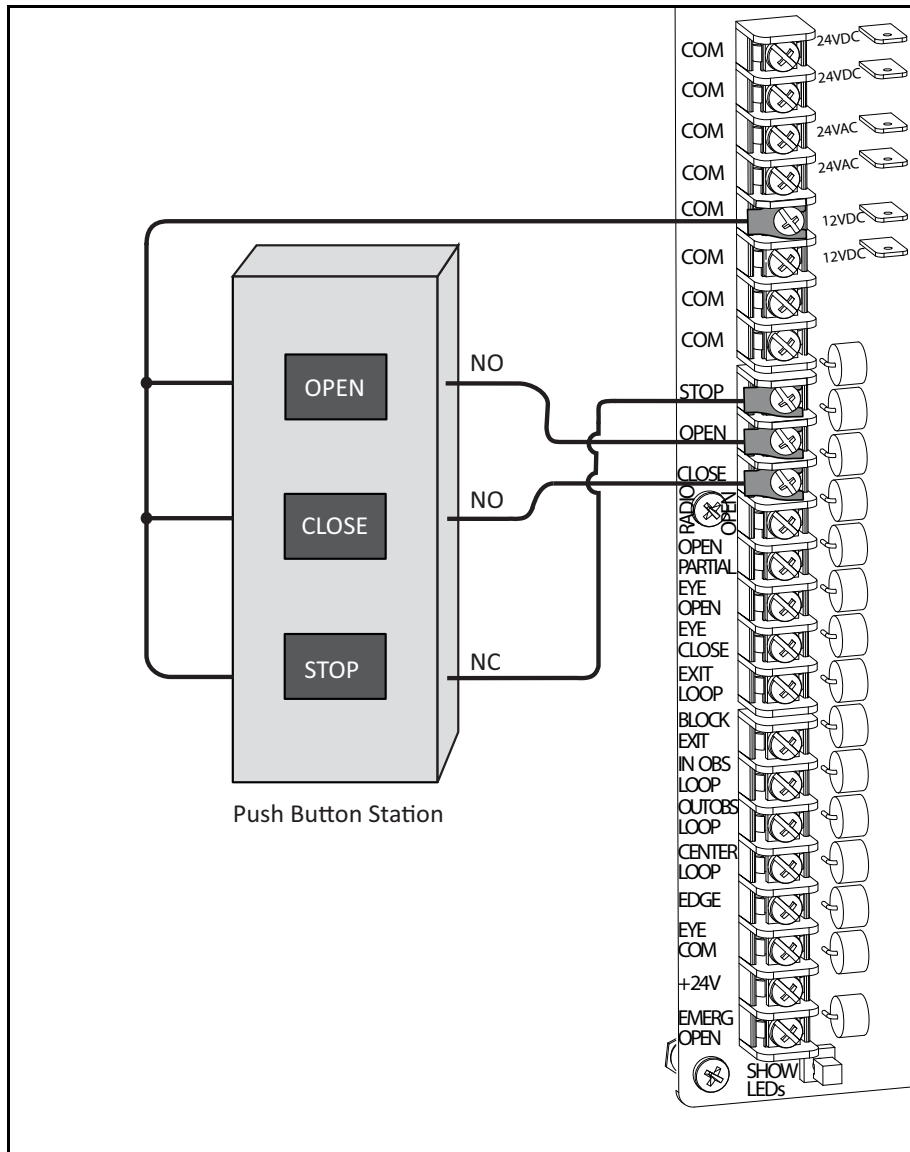 COM
24VDC
COM
24VDC
COM
24VAC
COM
24VAC
COM
12VDC
COM
12VDC
COM
COM
STOP
OPEN
CLOSE
RADIO
OPEN
OPEN
PARTIAL
EYE
OPEN
EYE
CLOSE
EXIT
LOOP
BLOCK
EXIT
IN OBS
LOOP
OUTOBS
LOOP
CENTER
LOOP
EDGE
EYE
COM
+24V
EMERG
OPEN
SHOW
LEDs
OPEN
NO
CLOSE
NO
STOP
NC
Push Button Station